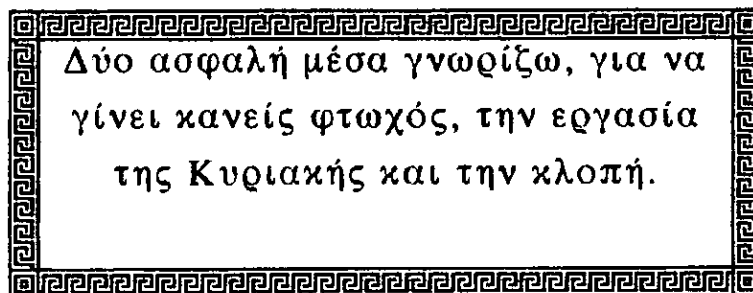 Δύο ασφαλή μέσα γνωρίζω, για να
γίνει κανείς φτωχός, την εργασία
της Κυριακής και την κλοπή.